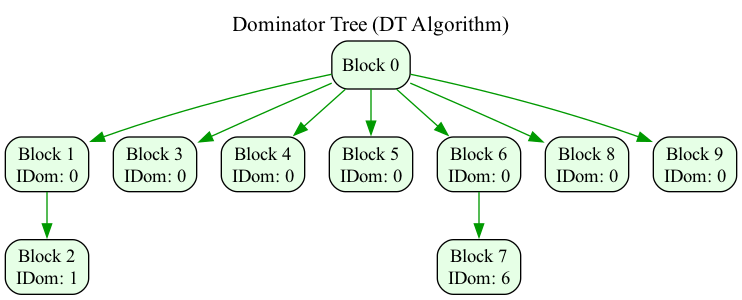 Dominator Tree (DT Algorithm)
Block 0
Block 1
IDom: 0
Block 3
IDom: 0
Block 4
IDom: 0
Block 5
IDom: 0
Block 6
IDom: 0
Block 8
IDom: 0
Block 9
IDom: 0
Block 2
IDom: 1
Block 7
IDom: 6